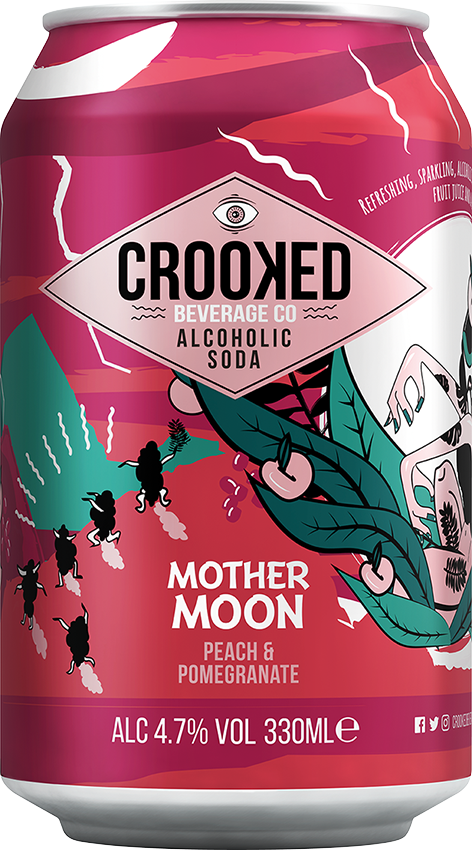 REFRESHING, SPARKLING,
FRUIT JUICE
CROOKED
BEVERAGE CO
ALCOHOLIC
SODA
MOTHER
MOON
PEACH &
POMEGRANATE
ALC 4.7% VOL 330ML℮